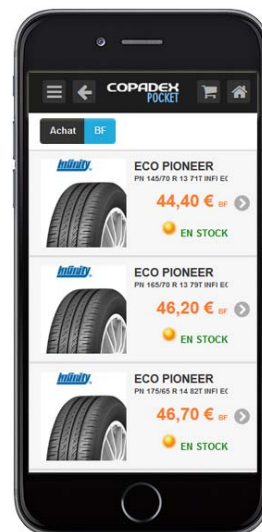 COPADEX
POCKET
Achat BF
Infinity
ECO PIONEER
PN 145/70 R 13 71T INFI EC
44,40 € BF
EN STOCK
Infinity
ECO PIONEER
PN 165/70 R 13 79T INFI EC
46,20 € BF
EN STOCK
Infinity
ECO PIONEER
PN 175/65 R 14 82T INFI EC
46,70 € BF
EN STOCK